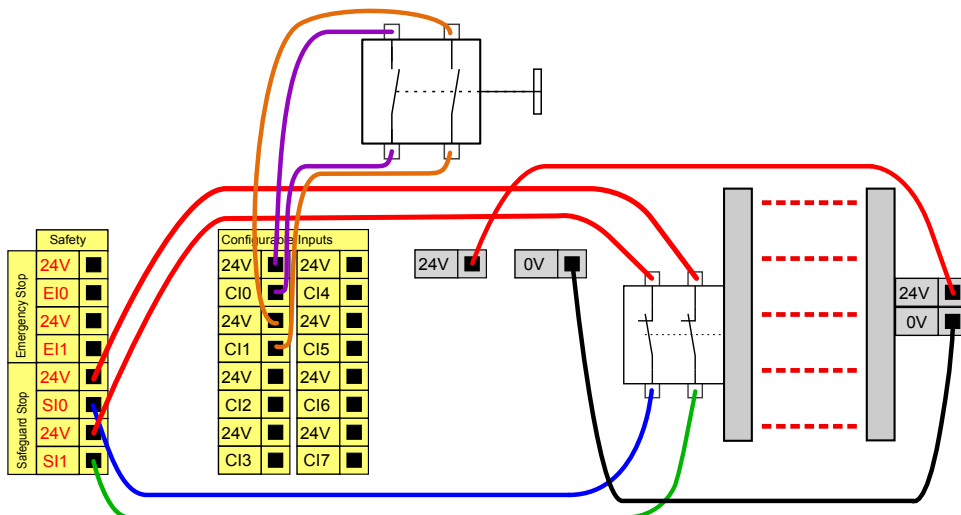 Safety
Emergency Stop
24V
EI0
24V
EI1
Safeguard Stop
24V
SI0
24V
SI1
Configurable Inputs
24V 24V
CI0 CI4
24V 24V
CI1 CI5
24V 24V
CI2 CI6
24V 24V
CI3 CI7
24V
0V
24V
0V